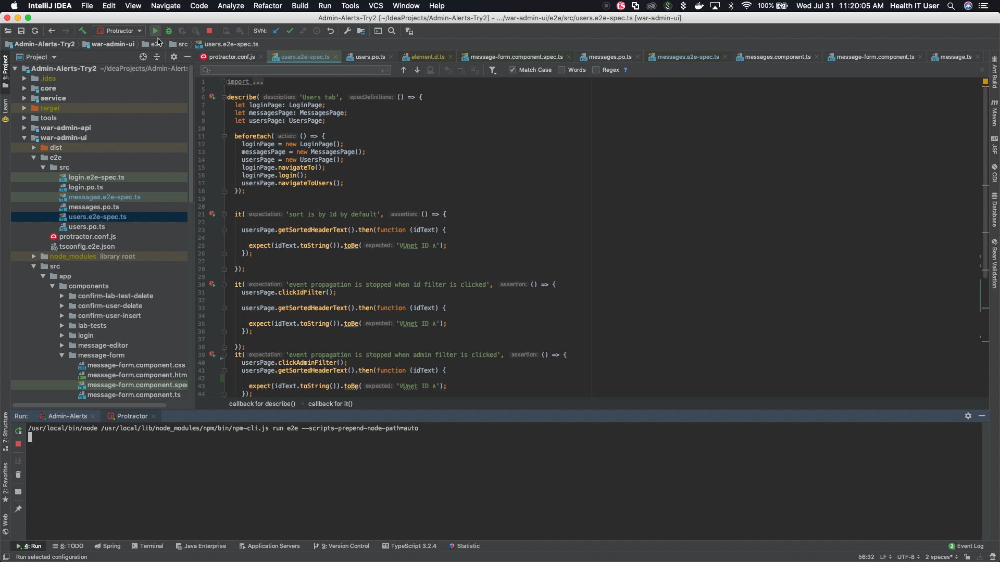 IntelliJ IDEA File Edit View Navigate Code Analyze Refactor Build Run Tools VCS Window Help 100% Wed Jul 31 11:20:05 AM Health IT User
Admin-Alerts-Try2 [~/IdeaProjects/Admin-Alerts-Try2] - .../war-admin-ui/e2e/src/users.e2e-spec.ts [war-admin-ui]
Protractor SVN:
Admin-Alerts-Try2 war-admin-ui e2e src users.e2e-spec.ts
Project
protractor.conf.js users.e2e-spec.ts users.po.ts element.d.ts message-form.component.spec.ts messages.po.ts messages.e2e-spec.ts messages.component.ts message-form.component.ts message.ts
Match Case Words Regex ?
1: Project
Learn
Z: Structure
2: Favorites
Web
Admin-Alerts-Try2 ~/IdeaProjects/Admin-Alerts
.idea
core
service
target
tools
war-admin-api
war-admin-ui
dist
e2e
src
login.e2e-spec.ts
login.po.ts
messages.e2e-spec.ts
messages.po.ts
users.e2e-spec.ts
users.po.ts
protractor.conf.js
tsconfig.e2e.json
node_modules library root
src
app
components
confirm-lab-test-delete
confirm-user-delete
confirm-user-insert
lab-tests
login
message-editor
message-form
message-form.component.css
message-form.component.htm
message-form.component.spec
message-form.component.ts
1 import ...
5
6 describe( description: 'Users tab', specDefinitions: () => {
7 let loginPage: LoginPage;
8 let messagesPage: MessagesPage;
9 let usersPage: UsersPage;
10
11 beforeEach( action: () => {
12 loginPage = new LoginPage();
13 messagesPage = new MessagesPage();
14 usersPage = new UsersPage();
15 loginPage.navigateTo();
16 loginPage.login();
17 usersPage.navigateToUsers();
18 });
19
20
21 it( expectation: 'sort is by Id by default', assertion: () => {
22
23 usersPage.getSortedHeaderText().then(function (idText) {
24
25 expect(idText.toString()).toBe( expected: 'VUnet ID ∧');
26 });
27
28 });
29
30 it( expectation: 'event propagation is stopped when id filter is clicked', assertion: () => {
31 usersPage.clickIdFilter();
32
33 usersPage.getSortedHeaderText().then(function (idText) {
34
35 expect(idText.toString()).toBe( expected: 'VUnet ID ∧');
36 });
37
38 });
39 it( expectation: 'event propagation is stopped when admin filter is clicked', assertion: () => {
40 usersPage.clickAdminFilter();
41 usersPage.getSortedHeaderText().then(function (idText) {
42
43 expect(idText.toString()).toBe( expected: 'VUnet ID ∧');
44 });
callback for describe() callback for it()
Ant Build
Maven
JSF
CDI
Database
Bean Validation
Run: Admin-Alerts Protractor
/usr/local/bin/node /usr/local/lib/node_modules/npm/bin/npm-cli.js run e2e --scripts-prepend-node-path=auto
4: Run 6: TODO Spring Terminal Java Enterprise Application Servers 9: Version Control TypeScript 3.2.4 Statistic 2 Event Log
Run selected configuration 56:32 LF UTF-8 2 spaces*